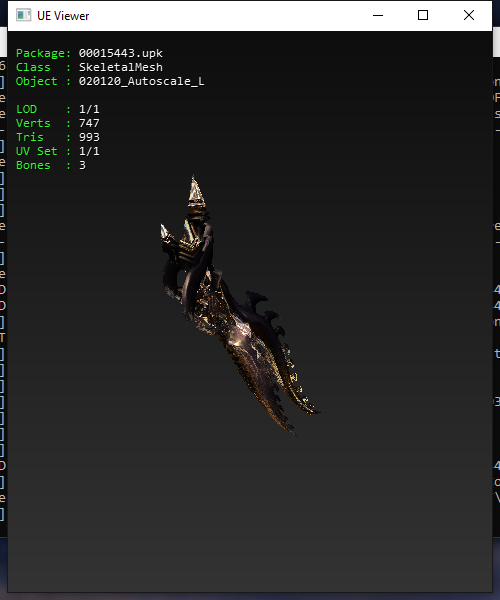 UE Viewer
Package: 00015443.upk
Class  : SkeletalMesh
Object : 020120_Autoscale_L
LOD    : 1/1
Verts  : 747
Tris   : 993
UV Set : 1/1
Bones  : 3